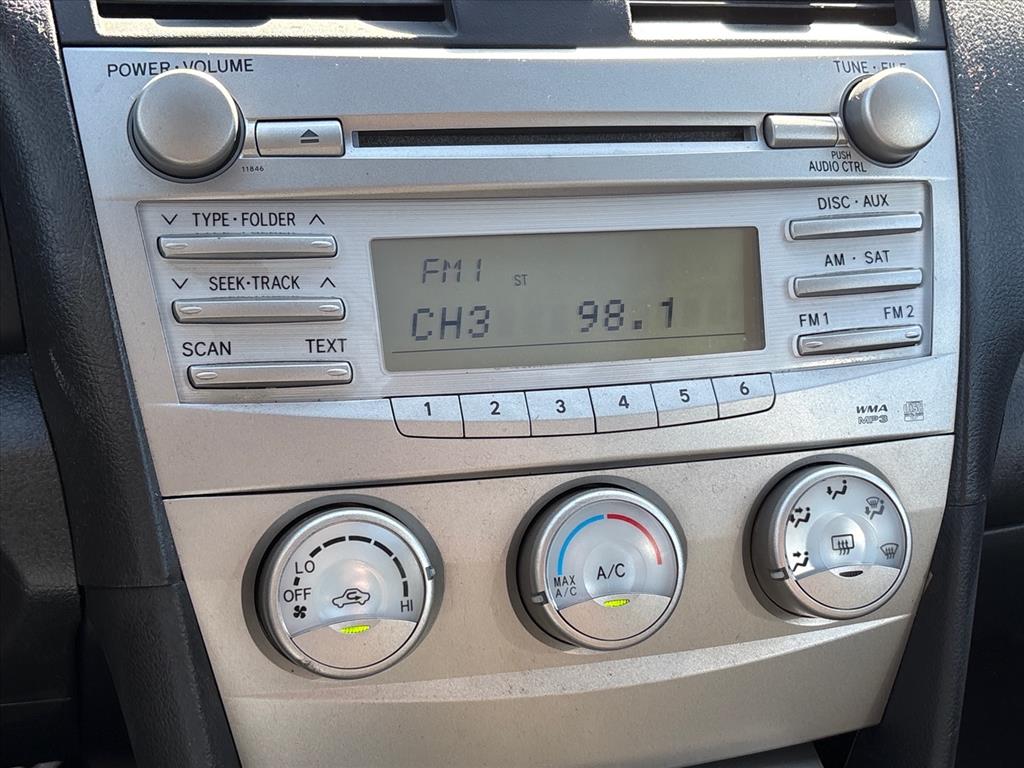 POWER · VOLUME
TUNE · FILE
11846
PUSH
AUDIO CTRL
TYPE · FOLDER
DISC · AUX
SEEK · TRACK
AM · SAT
SCAN TEXT
FM1 FM2
FM1
ST
CH3 98.1
1 2 3 4 5 6
WMA
MP3
LO
OFF
HI
MAX
A/C
A/C